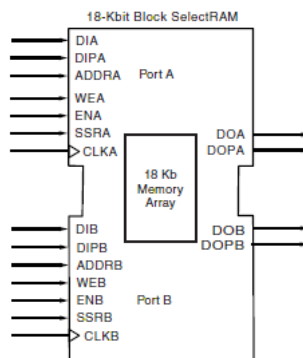 18-Kbit Block SelectRAM
DIA
DIPA
ADDRA
Port A
WEA
ENA
SSRA
CLKA
DOA
DOPA
18 Kb
Memory
Array
DIB
DIPB
ADDRB
WEB
ENB
Port B
SSRB
CLKB
DOB
DOPB